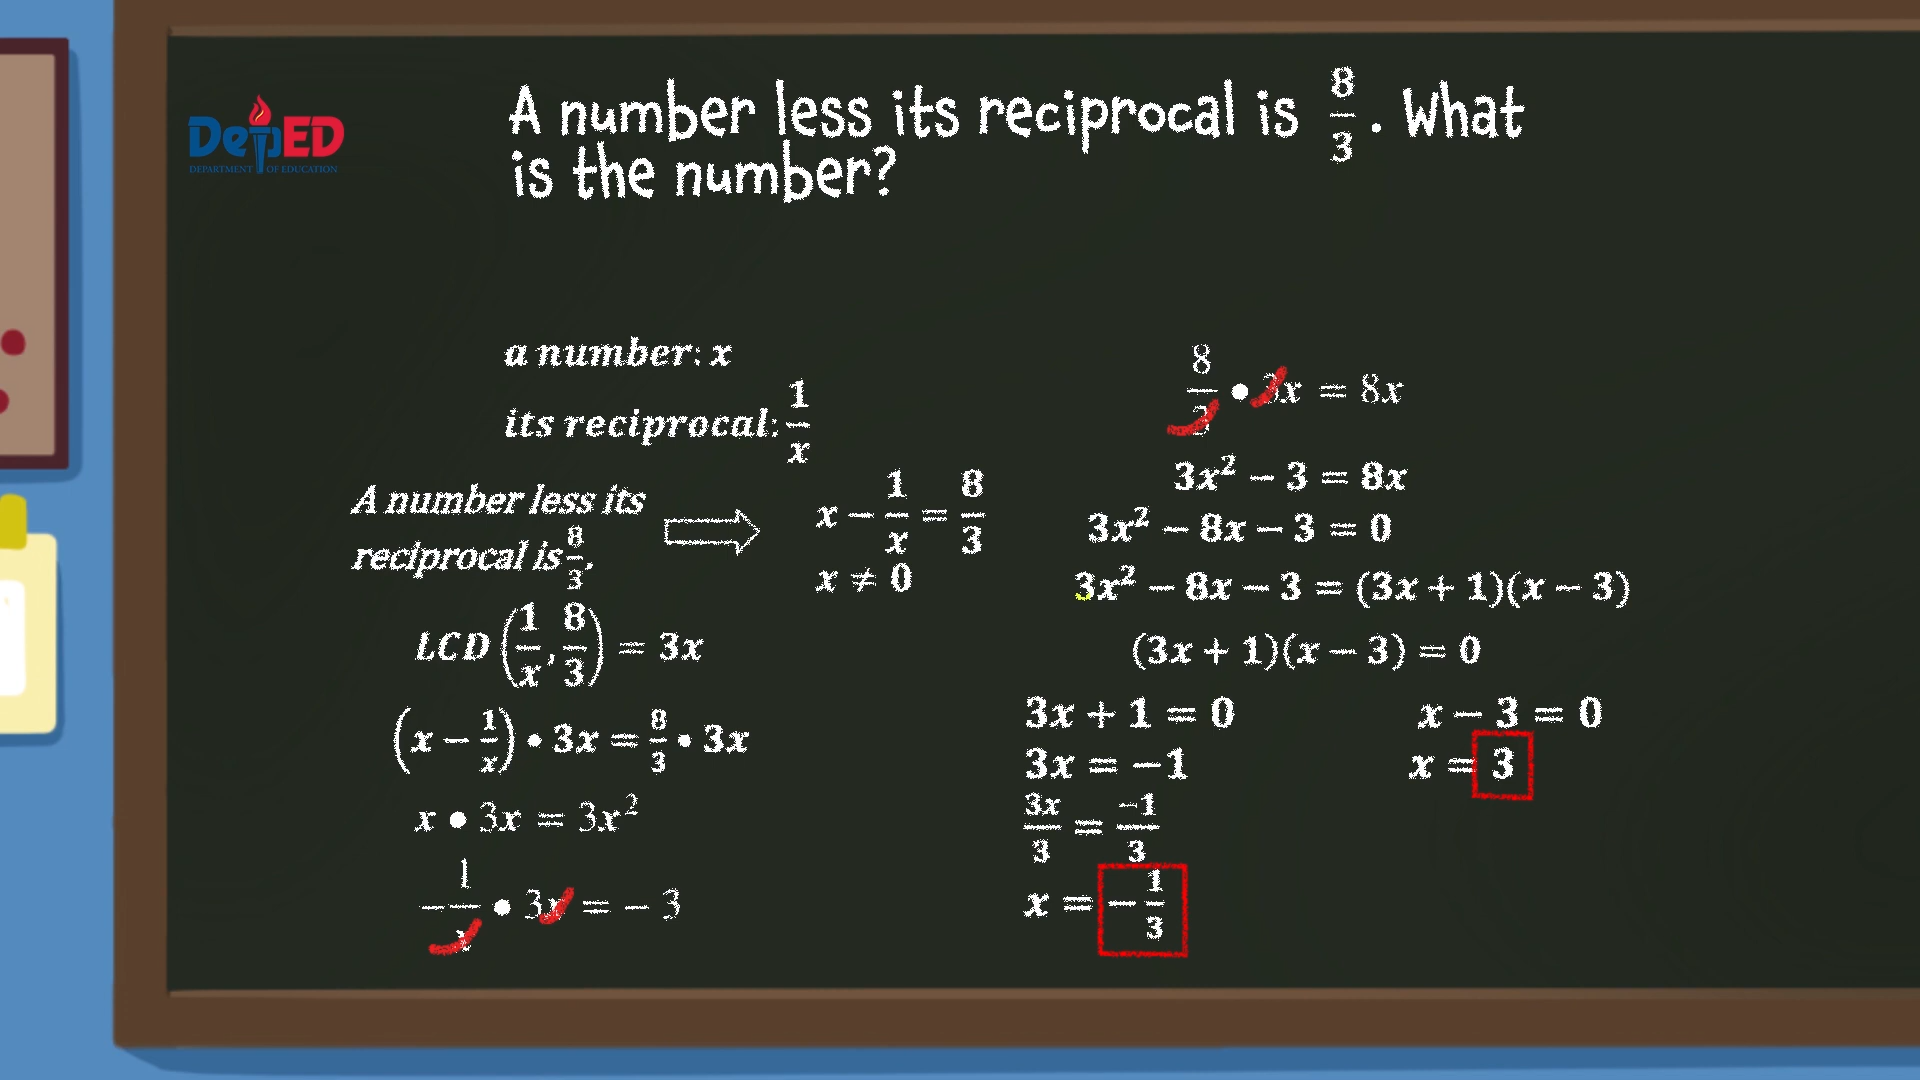 DepED
DEPARTMENT OF EDUCATION
A number less its reciprocal is 8/3. What
is the number?
a number: x
its reciprocal: 1/x
A number less its
reciprocal is 8/3.
x − 1/x = 8/3
x ≠ 0
LCD (1/x, 8/3) = 3x
(x − 1/x) • 3x = 8/3 • 3x
x • 3x = 3x²
−1/x • 3x = −3
8/3 • 3x = 8x
3x² − 3 = 8x
3x² − 8x − 3 = 0
3x² − 8x − 3 = (3x + 1)(x − 3)
(3x + 1)(x − 3) = 0
3x + 1 = 0
3x = −1
3x/3 = −1/3
x = −1/3
x − 3 = 0
x = 3